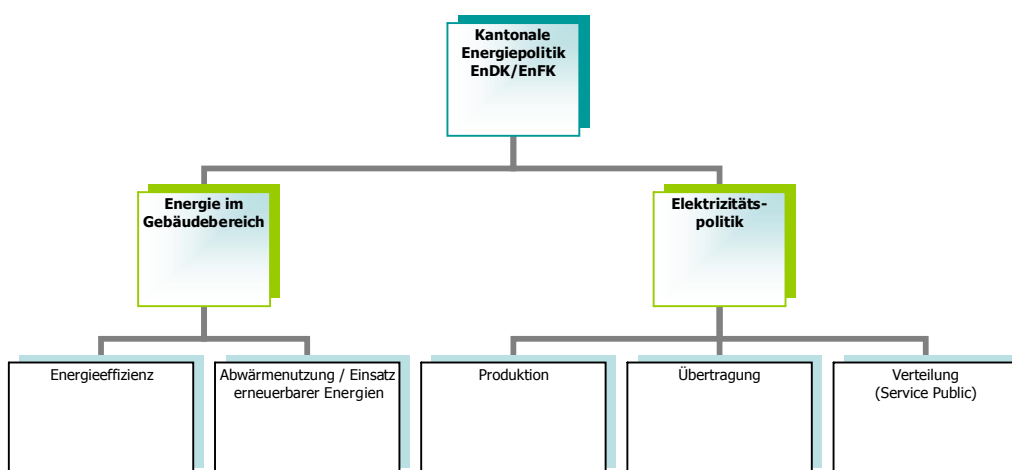 Kantonale
Energiepolitik
EnDK/EnFK
Energie im
Gebäudebereich
Elektrizitäts-
politik
Energieeffizienz
Abwärmenutzung / Einsatz
erneuerbarer Energien
Produktion
Übertragung
Verteilung
(Service Public)